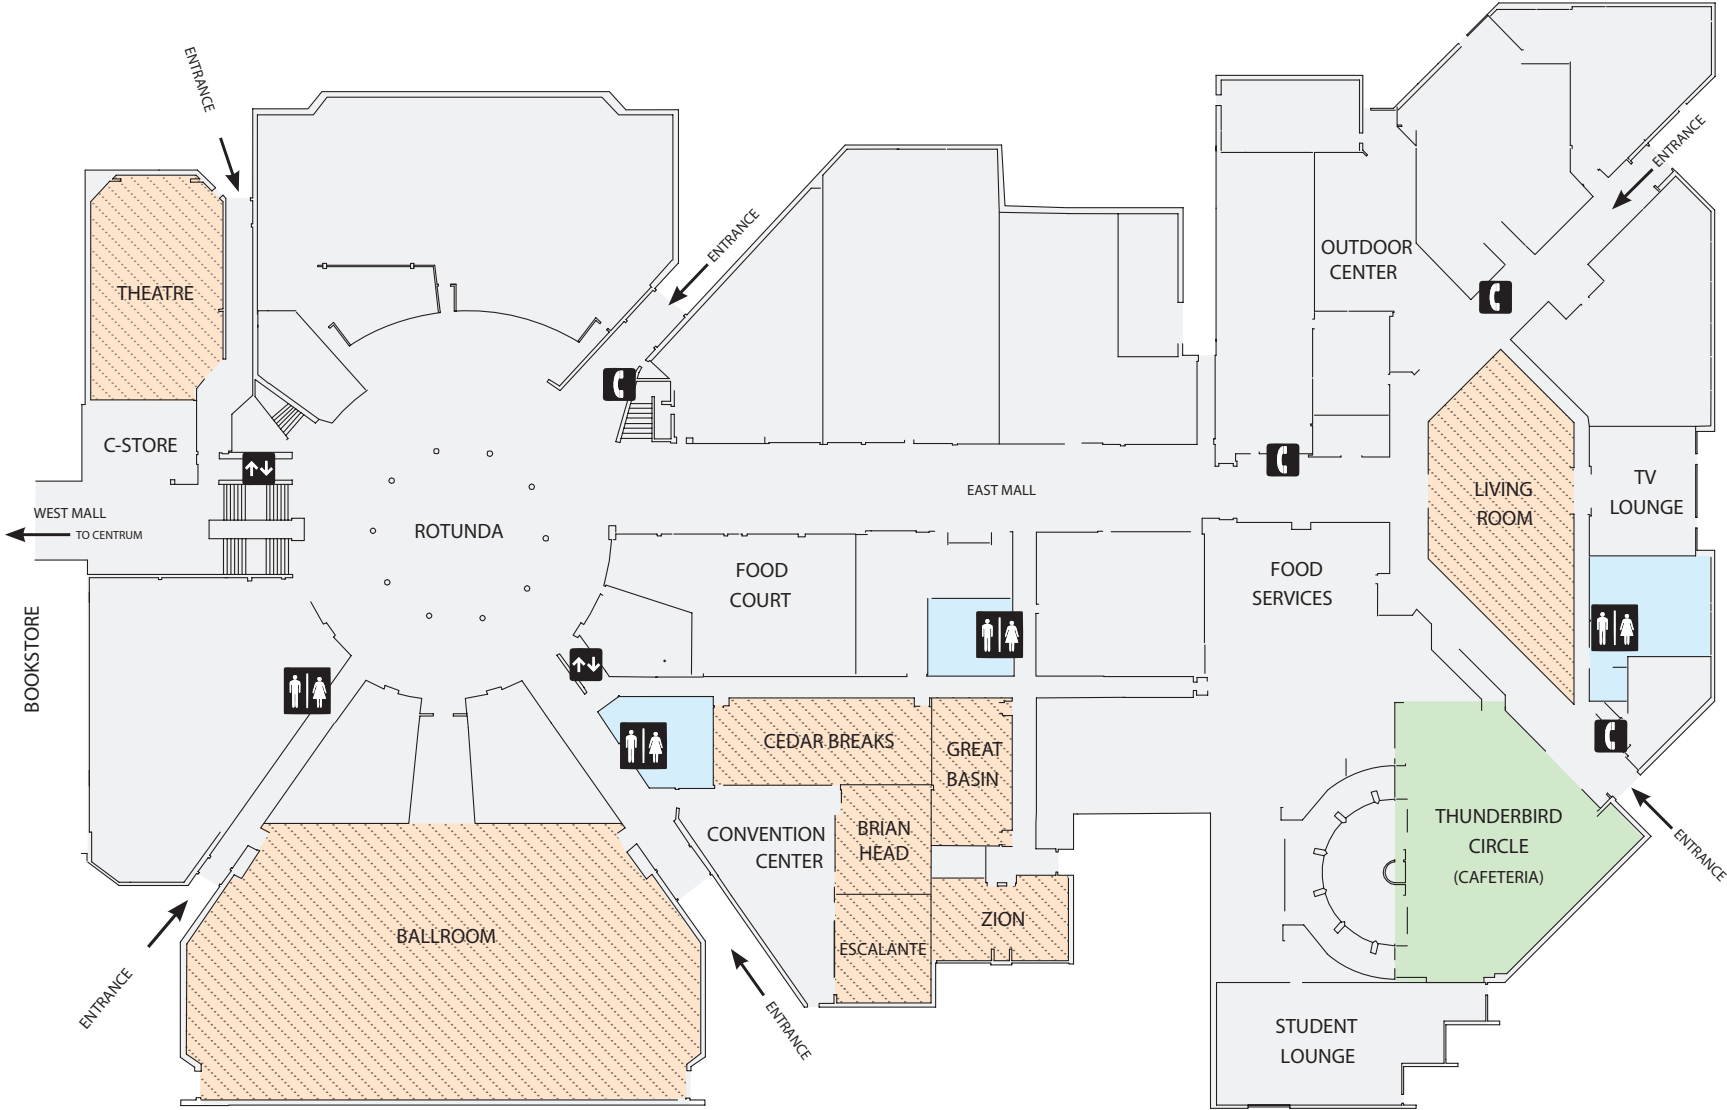 ENTRANCE
ENTRANCE
ENTRANCE
THEATRE
OUTDOOR
CENTER
C-STORE
WEST MALL
TO CENTRUM
ROTUNDA
EAST MALL
LIVING
ROOM
TV
LOUNGE
FOOD
COURT
FOOD
SERVICES
BOOKSTORE
CEDAR BREAKS
GREAT
BASIN
CONVENTION
CENTER
BRIAN
HEAD
THUNDERBIRD
CIRCLE
(CAFETERIA)
ENTRANCE
BALLROOM
ESCALANTE
ZION
ENTRANCE
ENTRANCE
STUDENT
LOUNGE